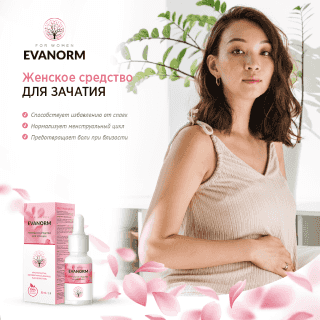 FOR WOMEN
EVANORM
Женское средство
ДЛЯ ЗАЧАТИЯ
Способствует избавлению от спаек
Нормализует менструальный цикл
Предотвращает боли при близости
EVANORM
EVANORM